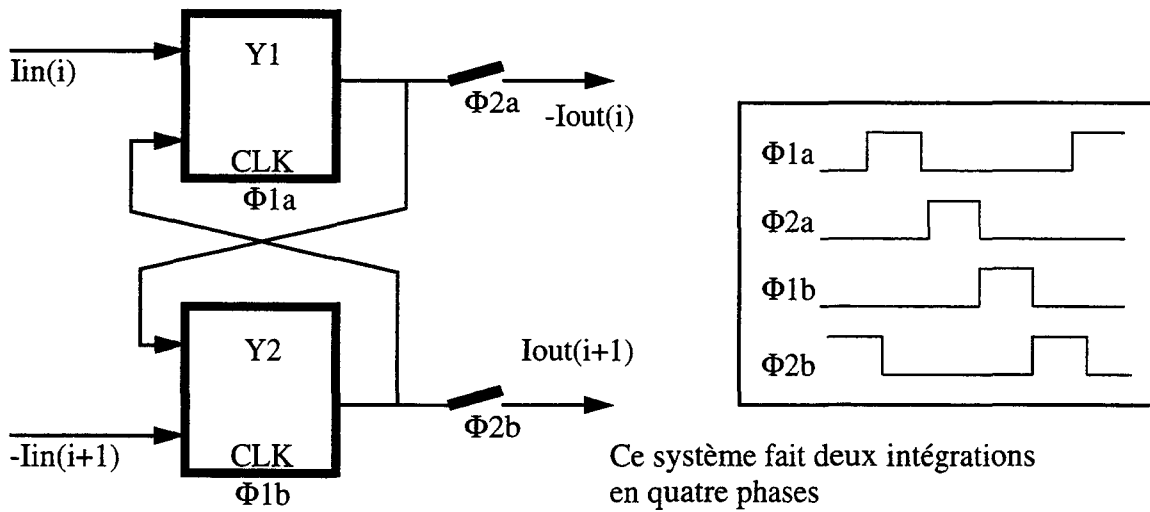 Iin(i)
Y1
CLK
Φ1a
Φ2a
-Iout(i)
Y2
CLK
Φ1b
-Iin(i+1)
Iout(i+1)
Φ2b
Φ1a
Φ2a
Φ1b
Φ2b
Ce système fait deux intégrations
en quatre phases